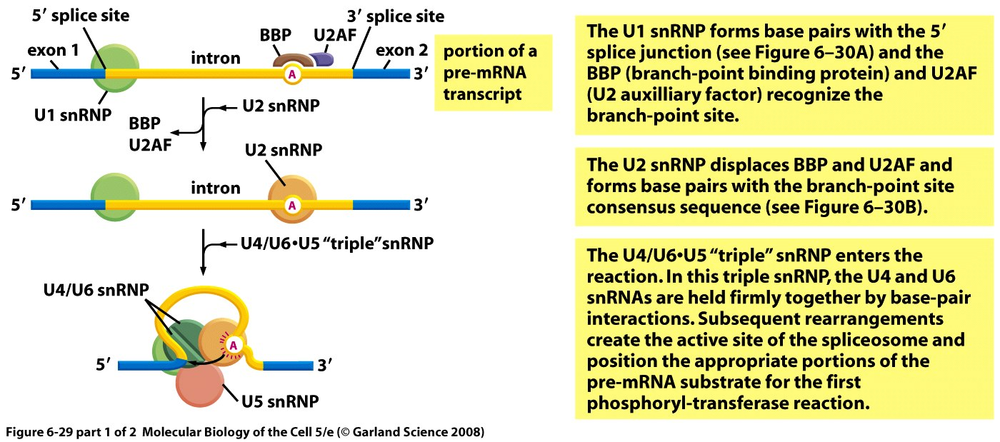 5′ splice site
3′ splice site
BBP
U2AF
exon 1
intron
exon 2
5′
A
3′
U1 snRNP
portion of a
pre-mRNA
transcript
The U1 snRNP forms base pairs with the 5′
splice junction (see Figure 6–30A) and the
BBP (branch-point binding protein) and U2AF
(U2 auxilliary factor) recognize the
branch-point site.
U2 snRNP
BBP
U2AF
U2 snRNP
intron
5′
A
3′
The U2 snRNP displaces BBP and U2AF and
forms base pairs with the branch-point site
consensus sequence (see Figure 6–30B).
U4/U6•U5 “triple”snRNP
U4/U6 snRNP
A
5′
3′
U5 snRNP
The U4/U6•U5 “triple” snRNP enters the
reaction. In this triple snRNP, the U4 and U6
snRNAs are held firmly together by base-pair
interactions. Subsequent rearrangements
create the active site of the spliceosome and
position the appropriate portions of the
pre-mRNA substrate for the first
phosphoryl-transferase reaction.
Figure 6-29 part 1 of 2 Molecular Biology of the Cell 5/e (© Garland Science 2008)